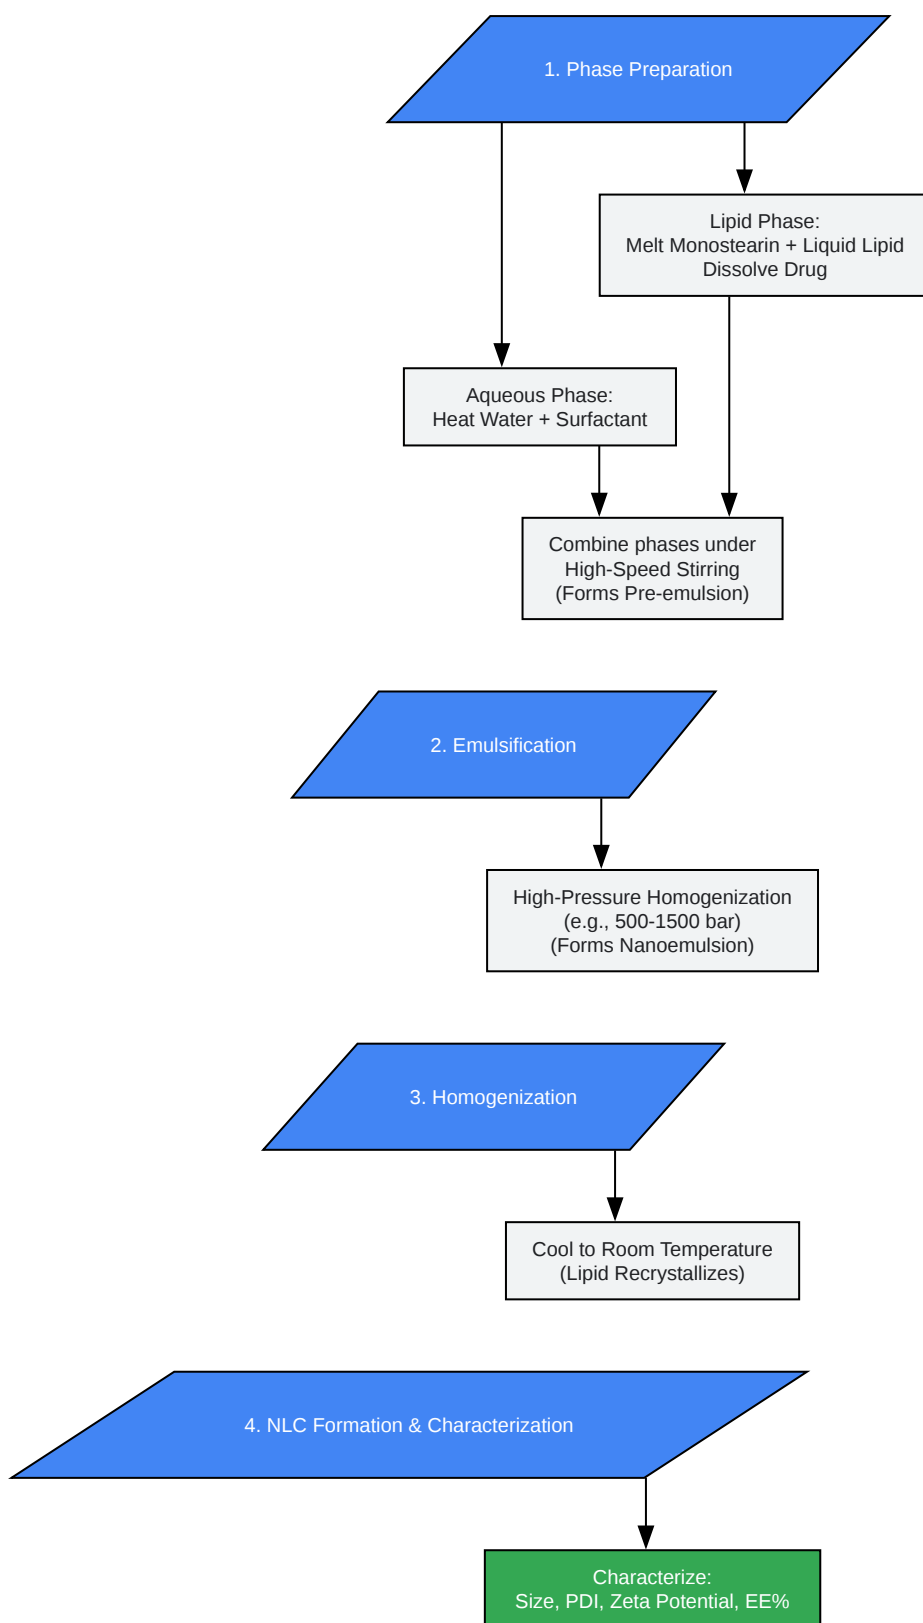 1. Phase Preparation
Lipid Phase:
Melt Monostearin + Liquid Lipid
Dissolve Drug
Aqueous Phase:
Heat Water + Surfactant
Combine phases under
High-Speed Stirring
(Forms Pre-emulsion)
2. Emulsification
High-Pressure Homogenization
(e.g., 500-1500 bar)
(Forms Nanoemulsion)
3. Homogenization
Cool to Room Temperature
(Lipid Recrystallizes)
4. NLC Formation & Characterization
Characterize:
Size, PDI, Zeta Potential, EE%